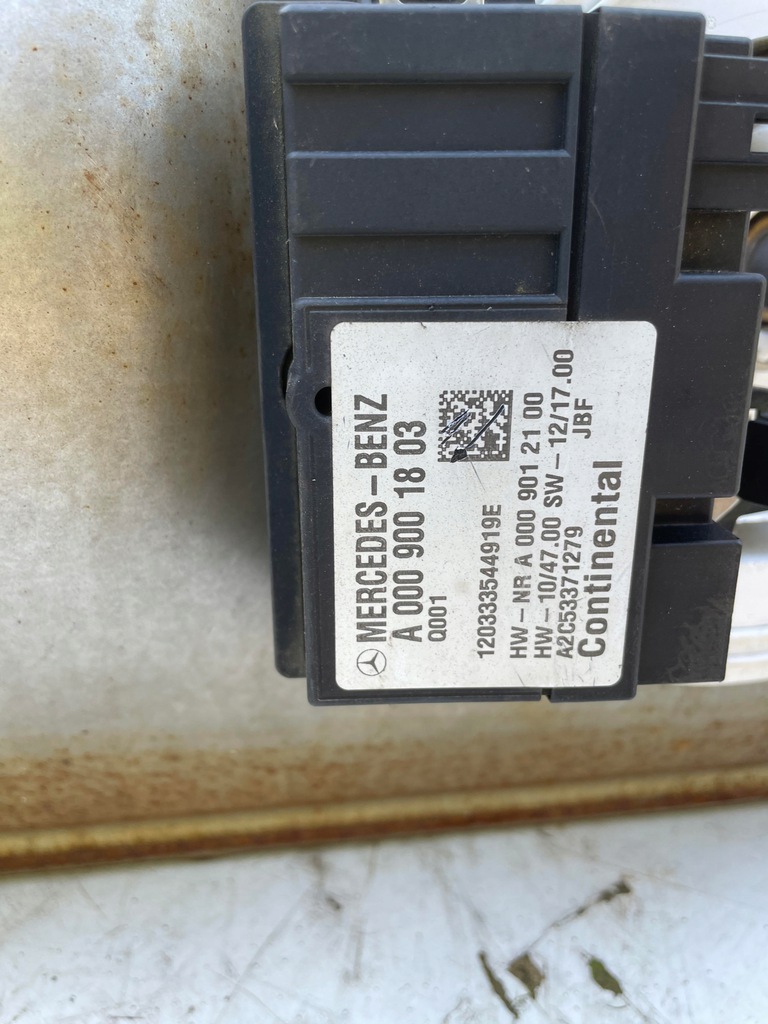 MERCEDES-BENZ
A 000 900 18 03
Q001
120333544919E
HW-NR A 000 901 21 00
HW-10/47.00 SW-12/17.00
A2C53371279 JBF
Continental